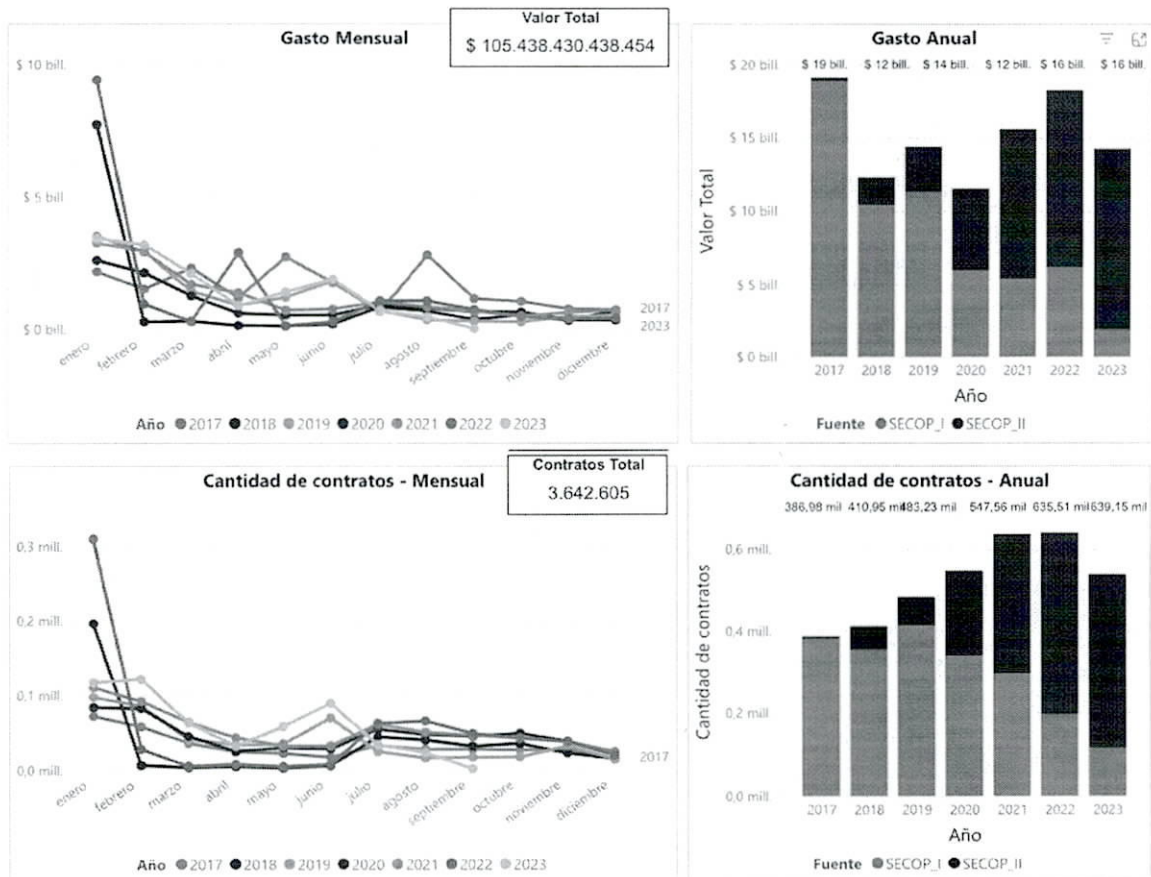 Gasto Mensual
Valor Total
$ 105.438.430.438.454
$ 10 bill.
$ 5 bill.
$ 0 bill.
enero
febrero
marzo
abril
mayo
junio
julio
agosto
septiembre
octubre
noviembre
diciembre
2017
2023
Año 2017 2018 2019 2020 2021 2022 2023
Gasto Anual
$ 19 bill. $ 12 bill. $ 14 bill. $ 12 bill. $ 16 bill. $ 16 bill.
Valor Total
$ 20 bill.
$ 15 bill
$ 10 bill
$ 5 bill
$ 0 bill
2017 2018 2019 2020 2021 2022 2023
Año
Fuente SECOP_I SECOP_II
Cantidad de contratos - Mensual
Contratos Total
3.642.605
0,3 mill.
0,2 mill.
0,1 mill.
0,0 mill.
enero
febrero
marzo
abril
mayo
junio
julio
agosto
septiembre
octubre
noviembre
diciembre
2017
Año 2017 2018 2019 2020 2021 2022 2023
Cantidad de contratos - Anual
386,98 mil 410,95 mil 483,23 mil 547,56 mil 635,51 mil 639,15 mil
Cantidad de contratos
0,6 mill.
0,4 mill.
0,2 mill.
0,0 mill.
2017 2018 2019 2020 2021 2022 2023
Año
Fuente SECOP_I SECOP_II